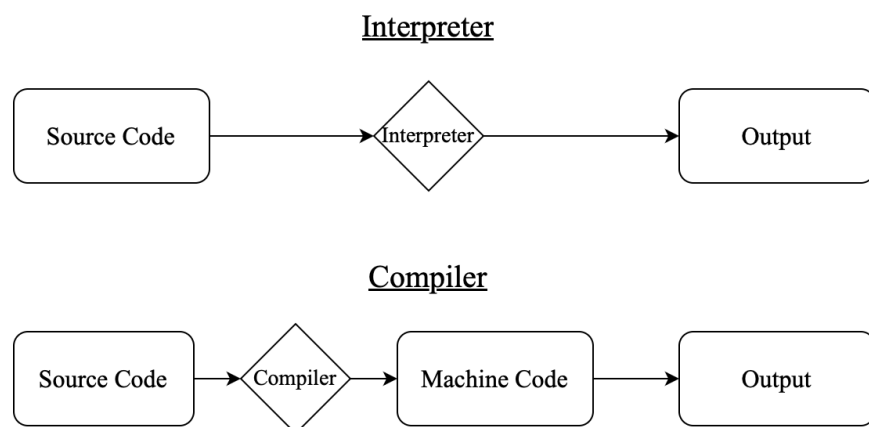 Interpreter
Source Code
Interpreter
Output
Compiler
Source Code
Compiler
Machine Code
Output